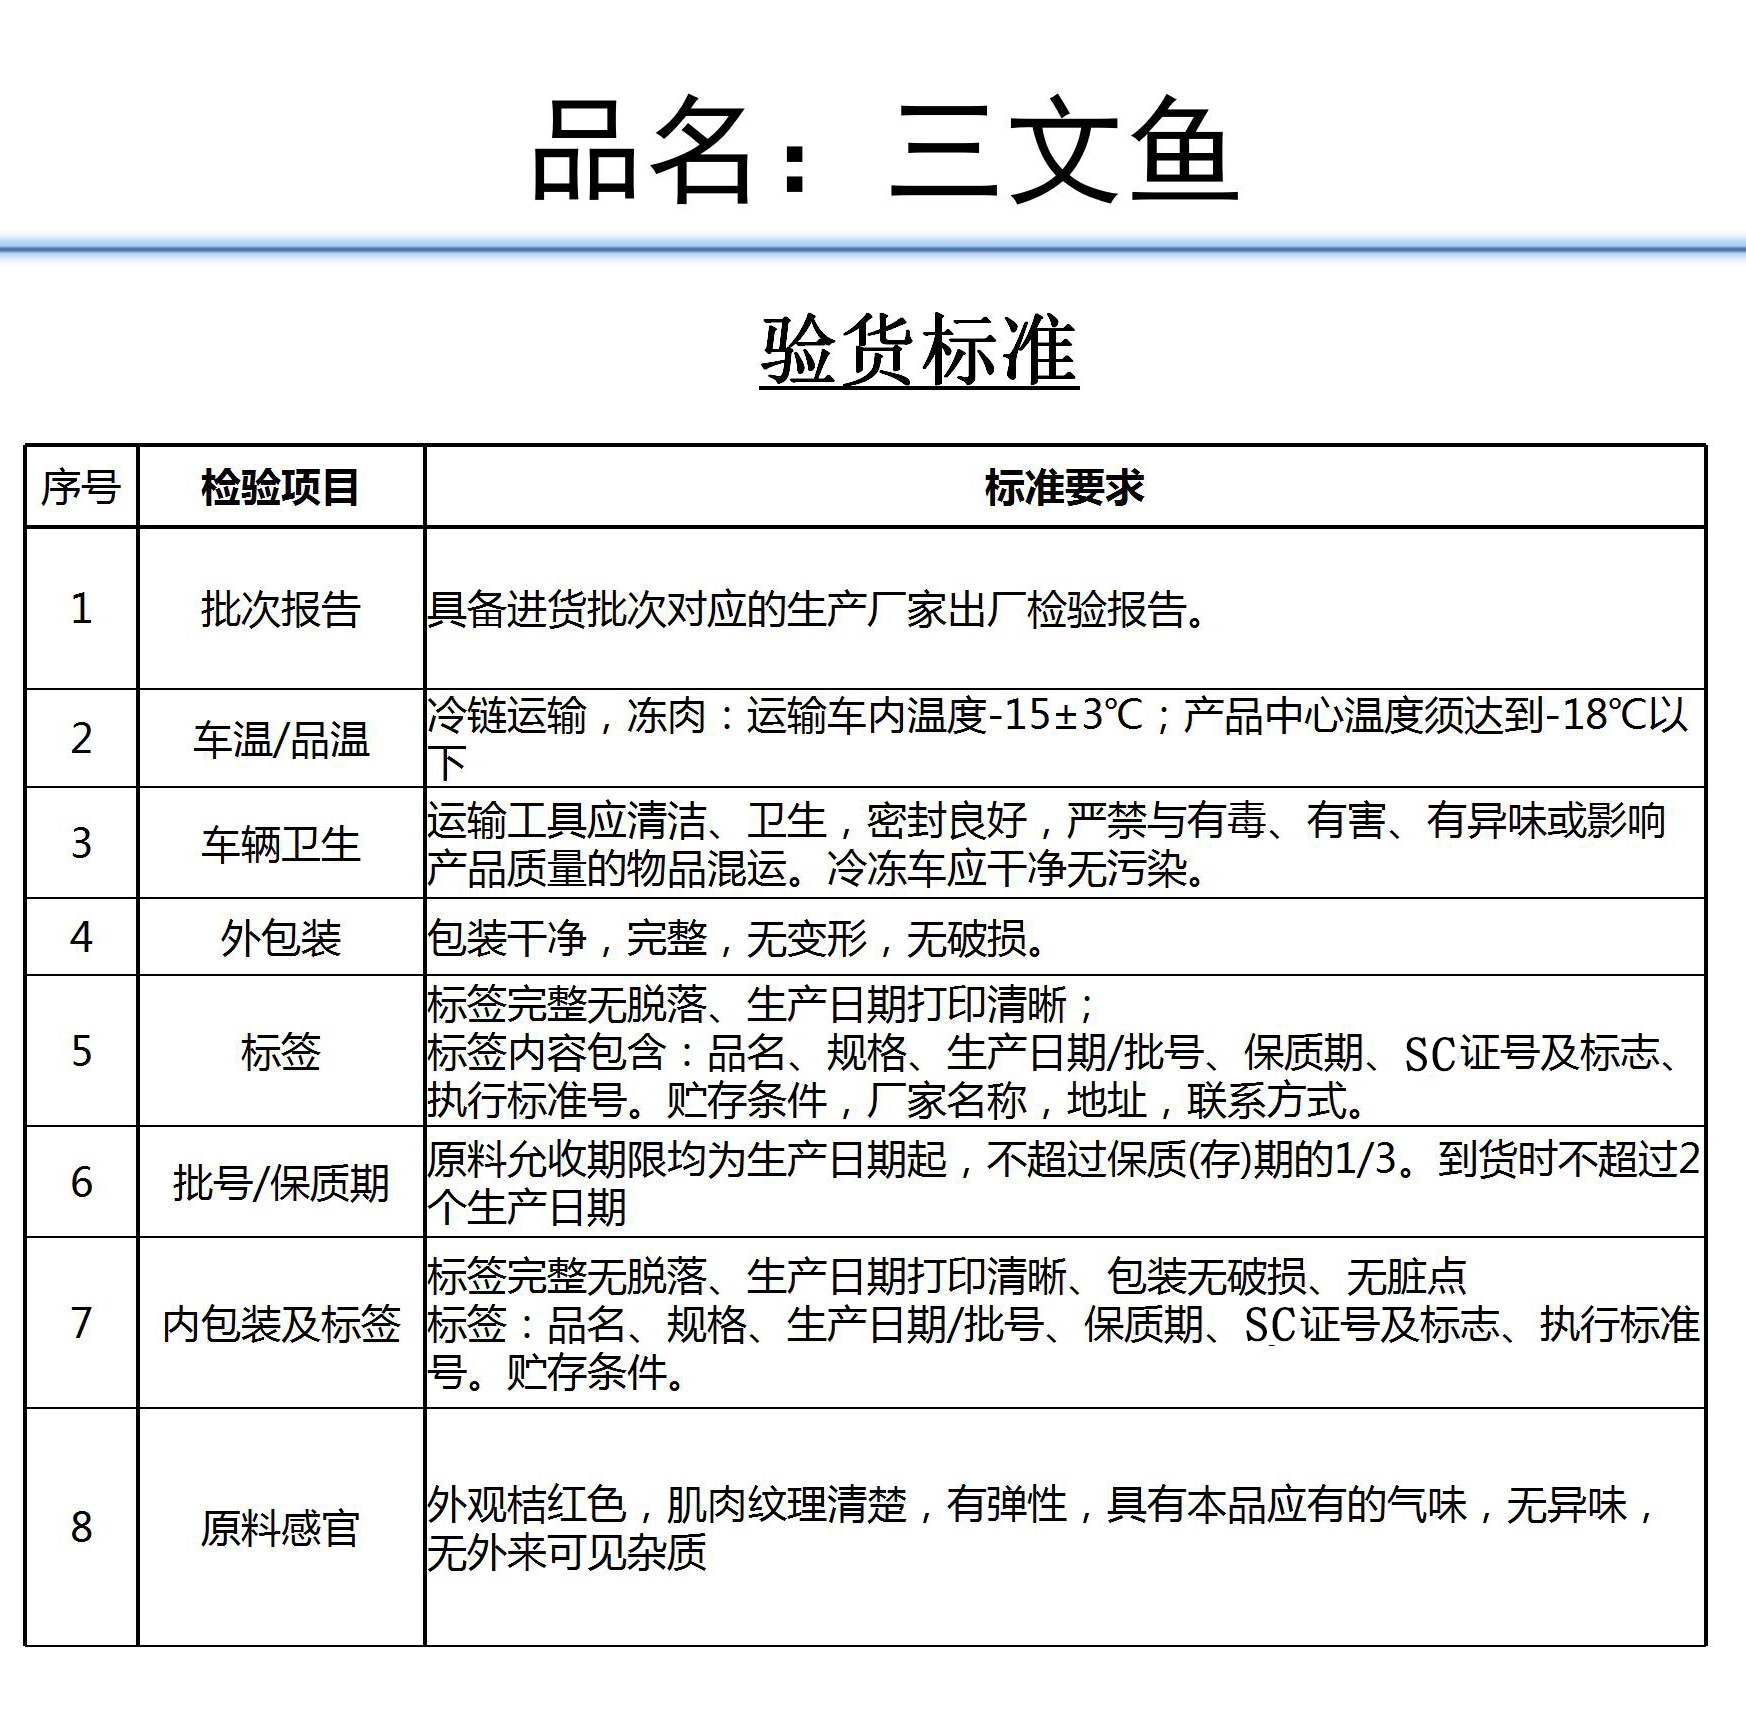 品名：三文鱼
验货标准
序号 检验项目 标准要求
1 批次报告 具备进货批次对应的生产厂家出厂检验报告。
2 车温/品温 冷链运输，冻肉：运输车内温度-15±3℃；产品中心温度须达到-18℃以
下
3 车辆卫生 运输工具应清洁、卫生，密封良好，严禁与有毒、有害、有异味或影响
产品质量的物品混运。冷冻车应干净无污染。
4 外包装 包装干净，完整，无变形，无破损。
5 标签 标签完整无脱落、生产日期打印清晰；
标签内容包含：品名、规格、生产日期/批号、保质期、SC证号及标志、
执行标准号。贮存条件，厂家名称，地址，联系方式。
6 批号/保质期 原料允收期限均为生产日期起，不超过保质(存)期的1/3。到货时不超过2
个生产日期
7 内包装及标签 标签完整无脱落、生产日期打印清晰、包装无破损、无脏点
标签：品名、规格、生产日期/批号、保质期、SC证号及标志、执行标准
号。贮存条件。
8 原料感官 外观桔红色，肌肉纹理清楚，有弹性，具有本品应有的气味，无异味，
无外来可见杂质